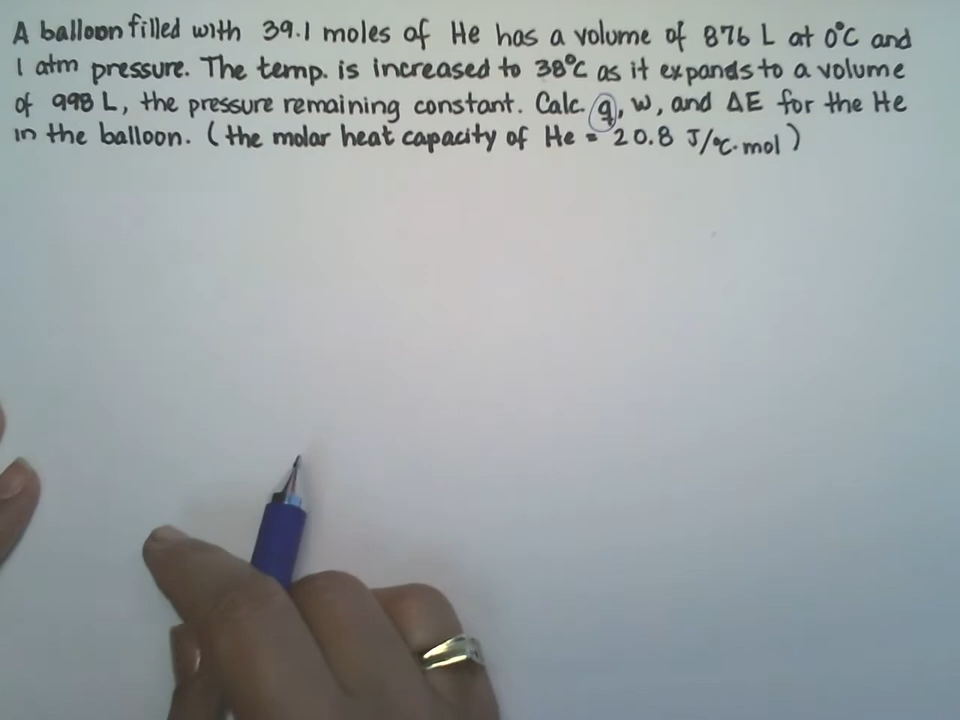 A balloon filled with 39.1 moles of He has a volume of 876 L at 0°C and
1 atm pressure. The temp. is increased to 38°C as it expands to a volume
of 998 L, the pressure remaining constant. Calc. q, w, and ΔE for the He
in the balloon. (the molar heat capacity of He = 20.8 J/°C·mol)